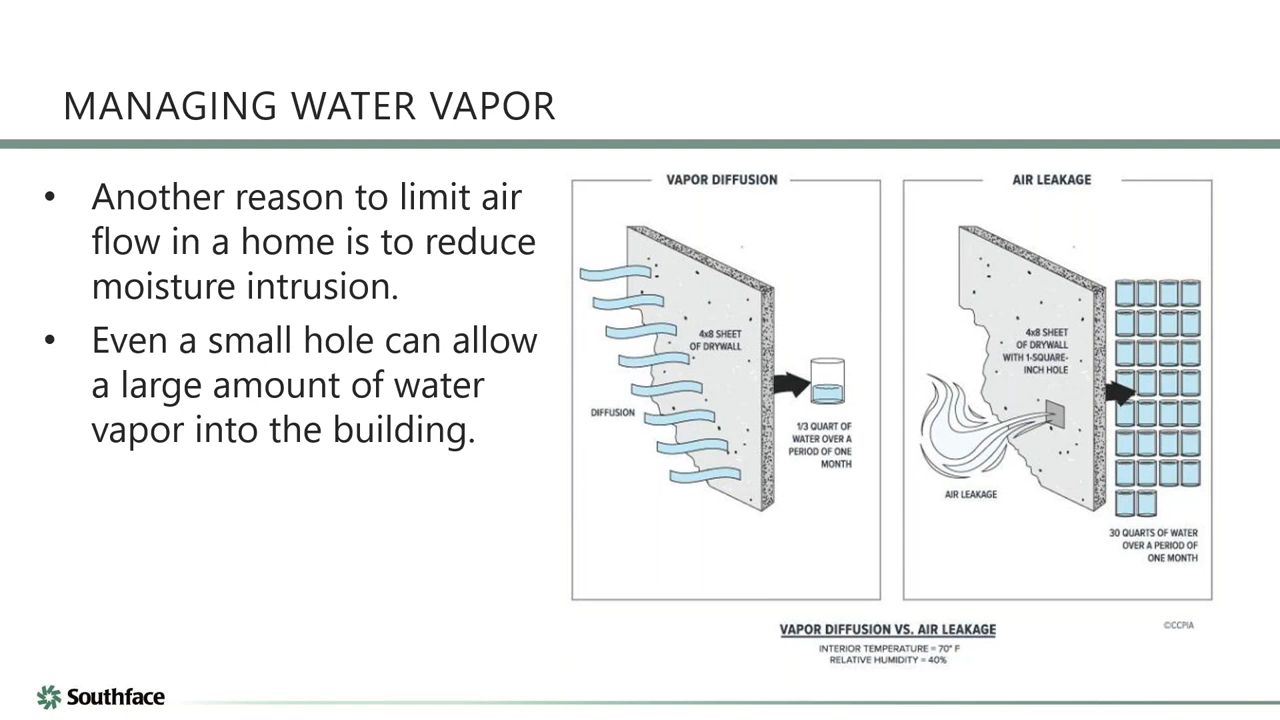 MANAGING WATER VAPOR
• Another reason to limit air
flow in a home is to reduce
moisture intrusion.
• Even a small hole can allow
a large amount of water
vapor into the building.
VAPOR DIFFUSION
4x8 SHEET
OF DRYWALL
DIFFUSION
1/3 QUART OF
WATER OVER A
PERIOD OF ONE
MONTH
AIR LEAKAGE
4x8 SHEET
OF DRYWALL
WITH 1-SQUARE-
INCH HOLE
AIR LEAKAGE
30 QUARTS OF WATER
OVER A PERIOD OF
ONE MONTH
©CCPIA
VAPOR DIFFUSION VS. AIR LEAKAGE
INTERIOR TEMPERATURE = 70° F
RELATIVE HUMIDITY = 40%
Southface